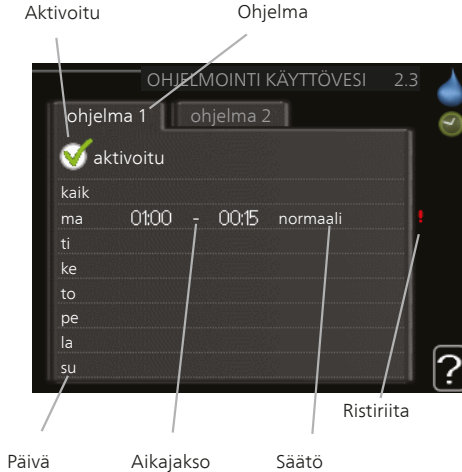 Aktivoitu Ohjelma
OHJELMOINTI KÄYTTÖVESI 2.3
ohjelma 1 ohjelma 2
aktivoitu
kaik
ma 01:00 - 00:15 normaali !
ti
ke
to
pe
la
su
?
Ristiriita
Päivä Aikajakso Säätö